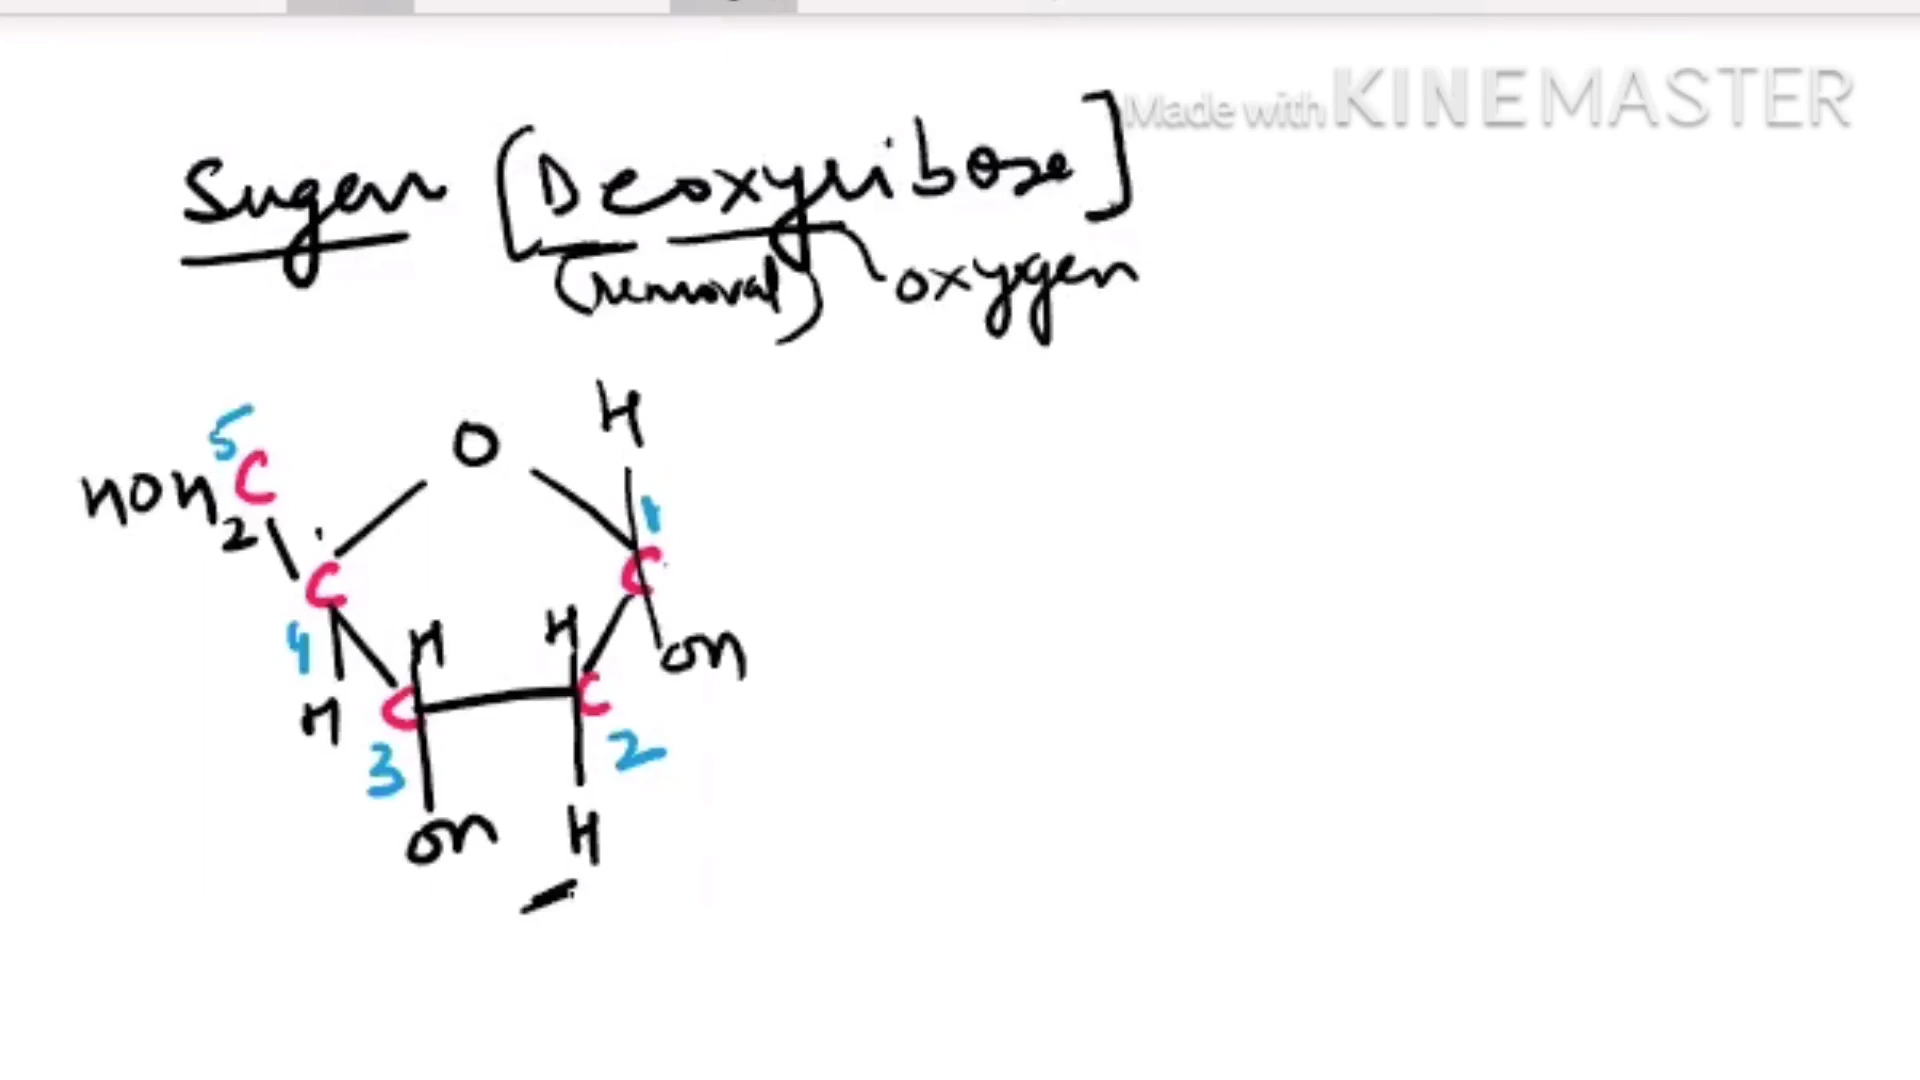 Made with KINEMASTER
Sugar [Deoxyribose]
(removal) oxygen
H
5
O
HOH₂C
1
C
C
4
H
H
OH
H
C
C
3
2
OH
H